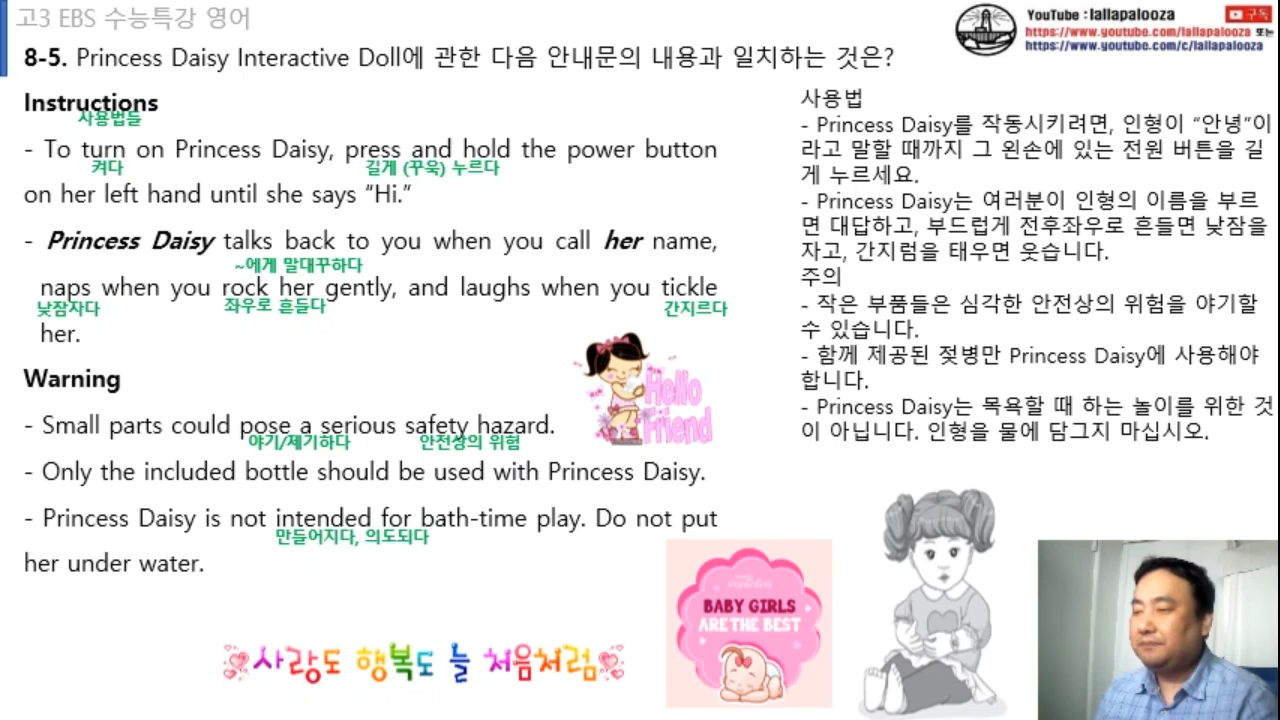 고3 EBS 수능특강 영어
YouTube : lallapalooza
구독
https://www.youtube.com/lallapalooza 또는
https://www.youtube.com/c/lallapalooza
8-5. Princess Daisy Interactive Doll에 관한 다음 안내문의 내용과 일치하는 것은?
Instructions
사용법들
- To turn on Princess Daisy, press and hold the power button
켜다
길게 (꾸욱) 누르다
on her left hand until she says “Hi.”
- Princess Daisy talks back to you when you call her name,
~에게 말대꾸하다
naps when you rock her gently, and laughs when you tickle
낮잠자다
좌우로 흔들다
간지르다
her.
Warning
- Small parts could pose a serious safety hazard.
야기/제기하다
안전상의 위험
- Only the included bottle should be used with Princess Daisy.
- Princess Daisy is not intended for bath-time play. Do not put
만들어지다, 의도되다
her under water.
사용법
- Princess Daisy를 작동시키려면, 인형이 “안녕”이
라고 말할 때까지 그 왼손에 있는 전원 버튼을 길
게 누르세요.
- Princess Daisy는 여러분이 인형의 이름을 부르
면 대답하고, 부드럽게 전후좌우로 흔들면 낮잠을
자고, 간지럼을 태우면 웃습니다.
주의
- 작은 부품들은 심각한 안전상의 위험을 야기할
수 있습니다.
- 함께 제공된 젖병만 Princess Daisy에 사용해야
합니다.
- Princess Daisy는 목욕할 때 하는 놀이를 위한 것
이 아닙니다. 인형을 물에 담그지 마십시오.
Hello
Friend
Parenting
BABY GIRLS
ARE THE BEST
사랑도 행복도 늘 처음처럼